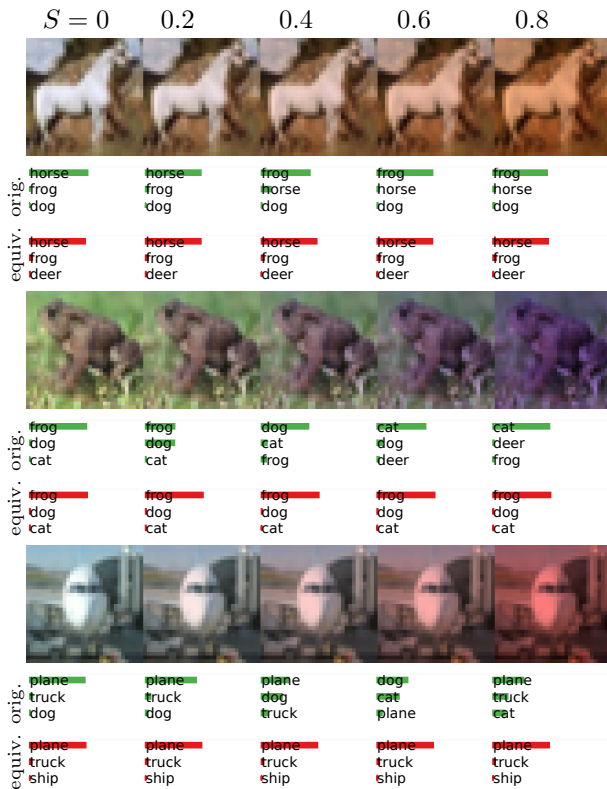 S = 0 0.2 0.4 0.6 0.8
orig.
horse horse frog frog frog
frog frog horse horse horse
dog dog dog dog dog
equiv.
horse horse horse horse horse
frog frog frog frog frog
deer deer deer deer deer
orig.
frog frog dog cat cat
dog dog cat dog deer
cat cat frog deer frog
equiv.
frog frog frog frog frog
dog dog dog dog dog
cat cat cat cat cat
orig.
plane plane plane dog plane
truck truck dog cat truck
dog dog truck plane cat
equiv.
plane plane plane plane plane
truck truck truck truck truck
ship ship ship ship ship